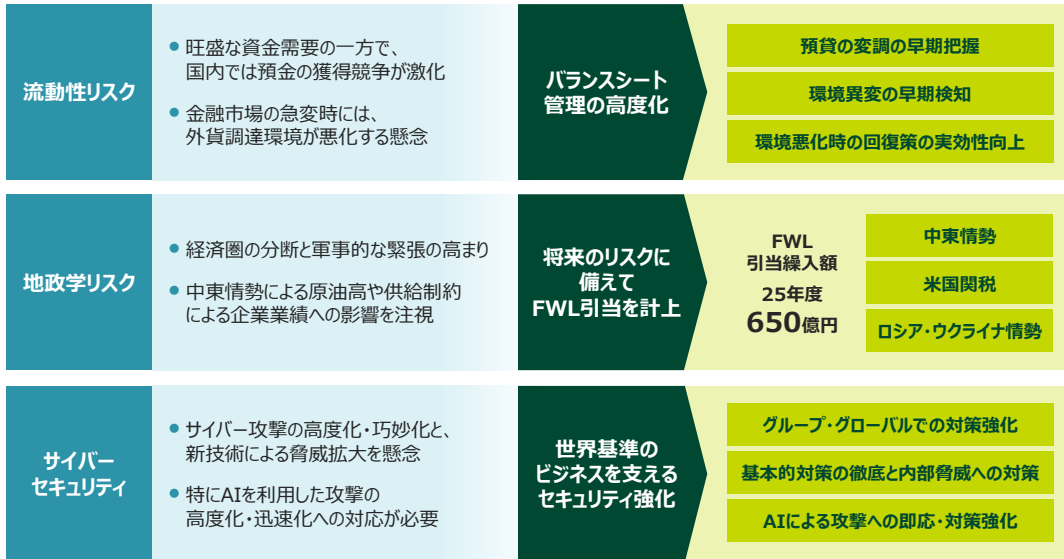 流動性リスク
● 旺盛な資金需要の一方で、
国内では預金の獲得競争が激化
● 金融市場の急変時には、
外貨調達環境が悪化する懸念
バランスシート
管理の高度化
預貸の変調の早期把握
環境異変の早期検知
環境悪化時の回復策の実効性向上
地政学リスク
● 経済圏の分断と軍事的な緊張の高まり
● 中東情勢による原油高や供給制約
による企業業績への影響を注視
将来のリスクに
備えて
FWL引当を計上
FWL
引当繰入額
25年度
650億円
中東情勢
米国関税
ロシア・ウクライナ情勢
サイバー
セキュリティ
● サイバー攻撃の高度化・巧妙化と、
新技術による脅威拡大を懸念
● 特にAIを利用した攻撃の
高度化・迅速化への対応が必要
世界基準の
ビジネスを支える
セキュリティ強化
グループ・グローバルでの対策強化
基本的対策の徹底と内部脅威への対策
AIによる攻撃への即応・対策強化